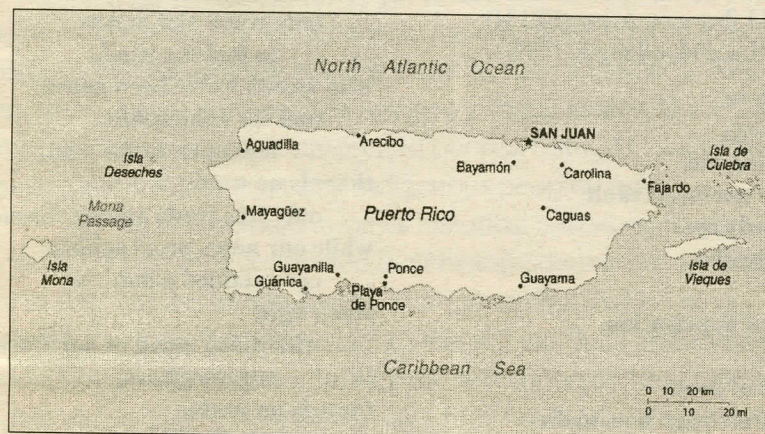 North Atlantic Ocean
SAN JUAN
Aguadilla
Arecibo
Isla
Deseches
Bayamón
Carolina
Isla de
Culebra
Fajardo
Mona
Passage
Mayagüez
Puerto Rico
Caguas
Isla
Mona
Guayanilla
Guánica
Ponce
Playa
de Ponce
Guayama
Isla de
Vieques
Caribbean Sea
0 10 20 km
0 10 20 mi